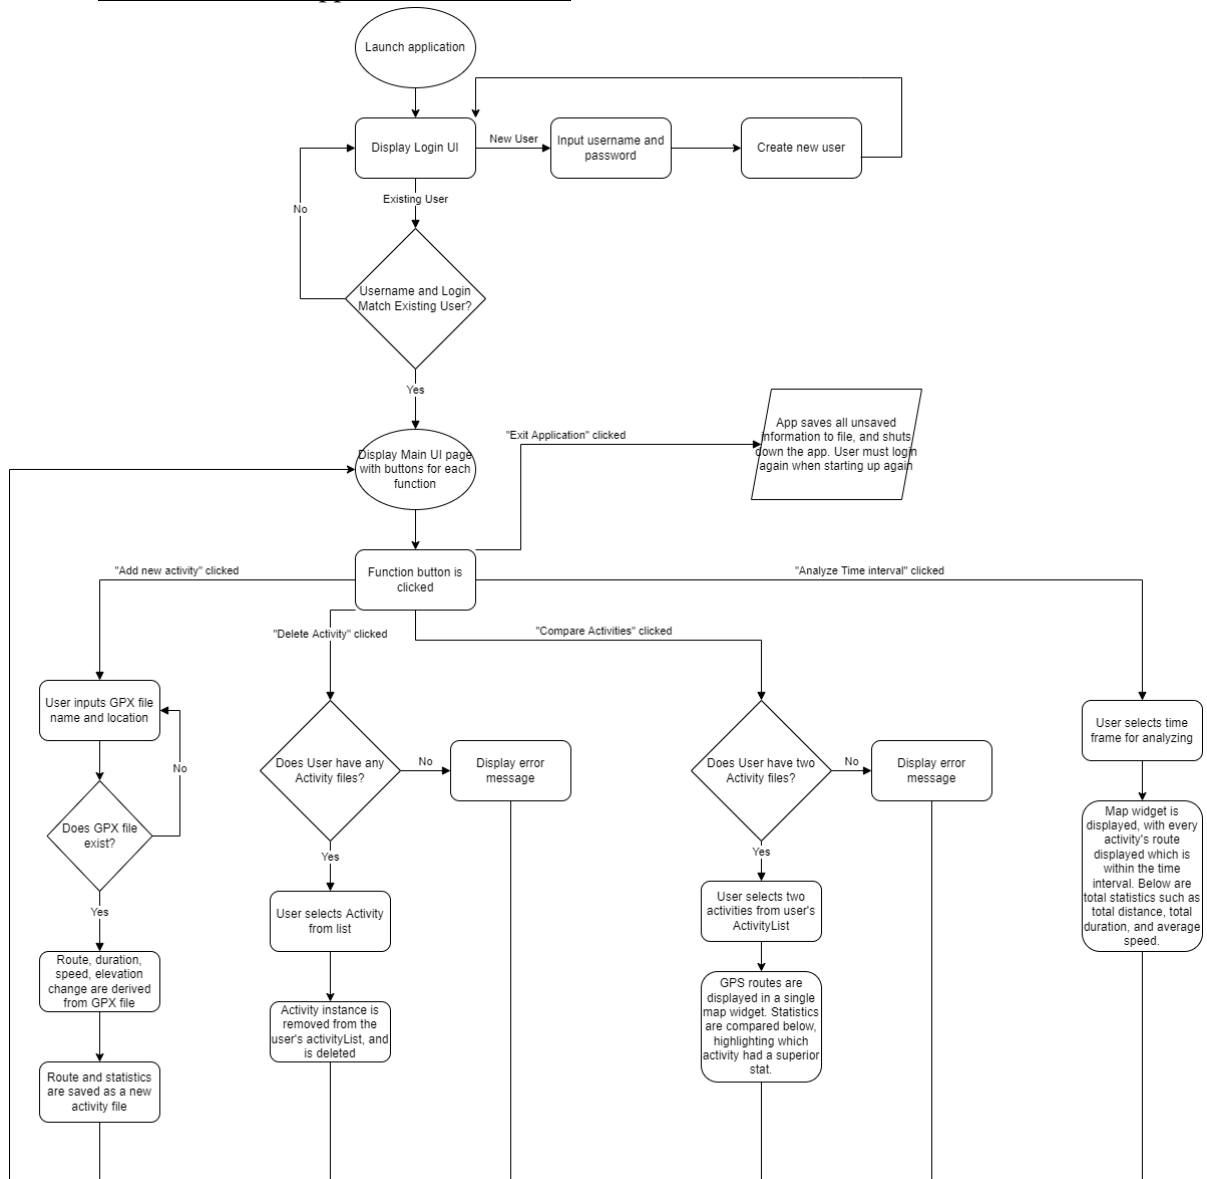 Launch application
Display Login UI
New User
Input username and
password
Create new user
Existing User
No
Username and Login
Match Existing User?
Yes
Display Main UI page
with buttons for each
function
"Exit Application" clicked
App saves all unsaved
information to file, and shuts
down the app. User must login
again when starting up again
Function button is
clicked
"Add new activity" clicked
"Analyze Time interval" clicked
"Delete Activity" clicked
"Compare Activities" clicked
User inputs GPX file
name and location
No
Does GPX file
exist?
Yes
Route, duration,
speed, elevation
change are derived
from GPX file
Route and statistics
are saved as a new
activity file
Does User have any
Activity files?
No
Display error
message
Yes
User selects Activity
from list
Activity instance is
removed from the
user's activityList, and
is deleted
Does User have two
Activity files?
No
Display error
message
Yes
User selects two
activities from user's
ActivityList
GPS routes are
displayed in a single
map widget. Statistics
are compared below,
highlighting which
activity had a superior
stat.
User selects time
frame for analyzing
Map widget is
displayed, with every
activity's route
displayed which is
within the time
interval. Below are
total statistics such as
total distance, total
duration, and average
speed.